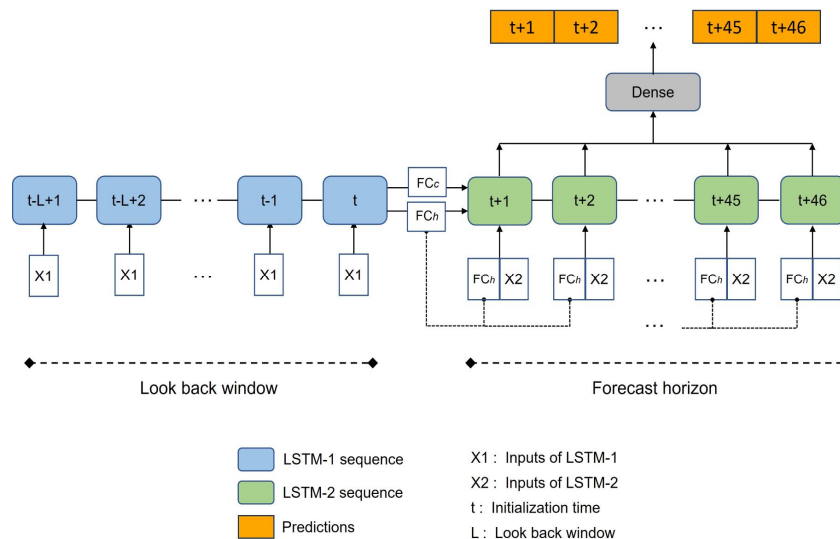 t+1 t+2 ... t+45 t+46
Dense
FCc
t-L+1 t-L+2 ... t-1 t t+1 t+2 ... t+45 t+46
FCh
X1 X1 ... X1 X1 FCh X2 FCh X2 ... FCh X2 FCh X2
...
Look back window Forecast horizon
LSTM-1 sequence X1 : Inputs of LSTM-1
LSTM-2 sequence X2 : Inputs of LSTM-2
t : Initialization time
Predictions L : Look back window